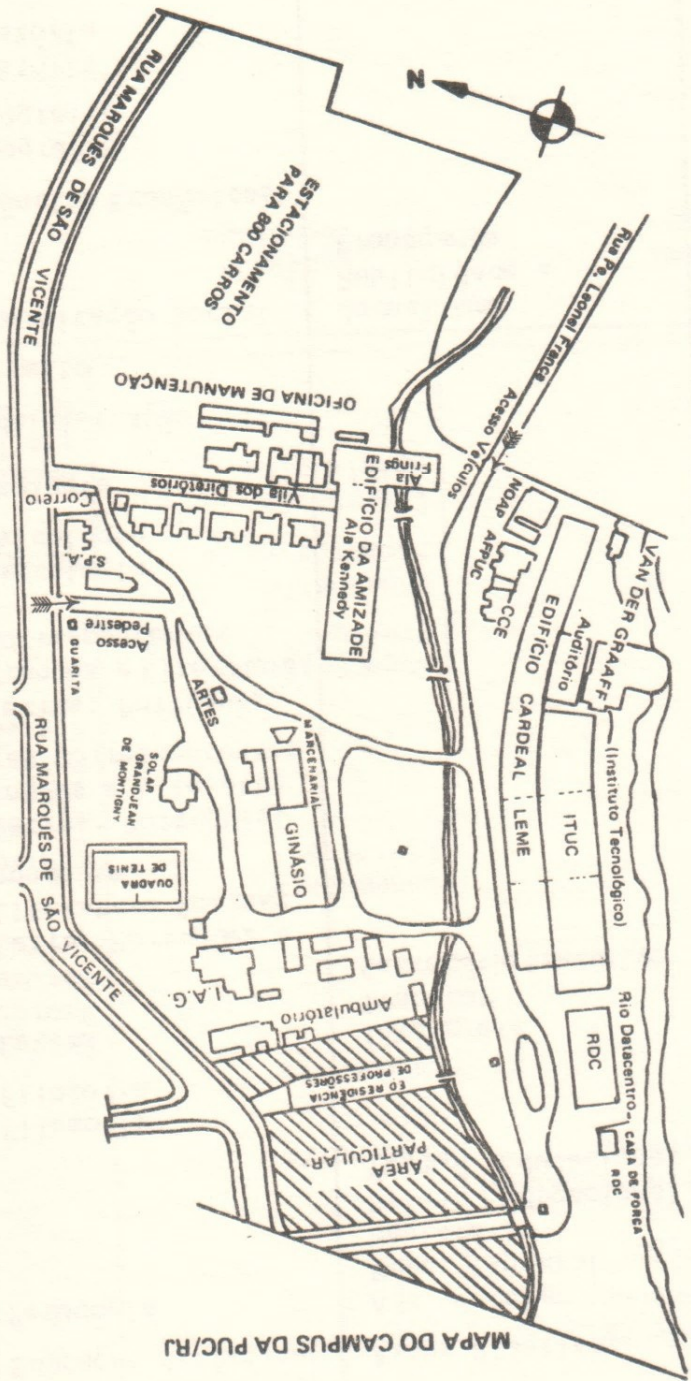 MAPA DO CAMPUS DA PUC/RJ
RUA MARQUÊS DE SÃO VICENTE
RUA MARQUÊS DE SÃO VICENTE
ESTACIONAMENTO
PARA 800 CARROS
N
Rua Pe. Leonel Franca
Acesso Veículos
OFICINA DE MANUTENÇÃO
Vila dos Diretórios
Correio
S.P.A.
Acesso
Pedestre
GUARITA
EDIFÍCIO DA AMIZADE
Ala Kennedy
Ala
Frings
ARTES
SOLAR
GRANDJEAN
DE MONTIGNY
QUADRA
DE TENIS
MARCENARIA
GINÁSIO
I.A.G.
Ambulatório
ED RESIDÊNCIA
DE PROFESSÔRES
ÁREA
PARTICULAR
NOAP
AFPUC
CCE
EDIFÍCIO CARDEAL LEME
Auditório
VAN DER GRAAFF
ITUC
(Instituto Tecnológico)
RDC
Rio Datacentro
CASA DE FORÇA
RDC